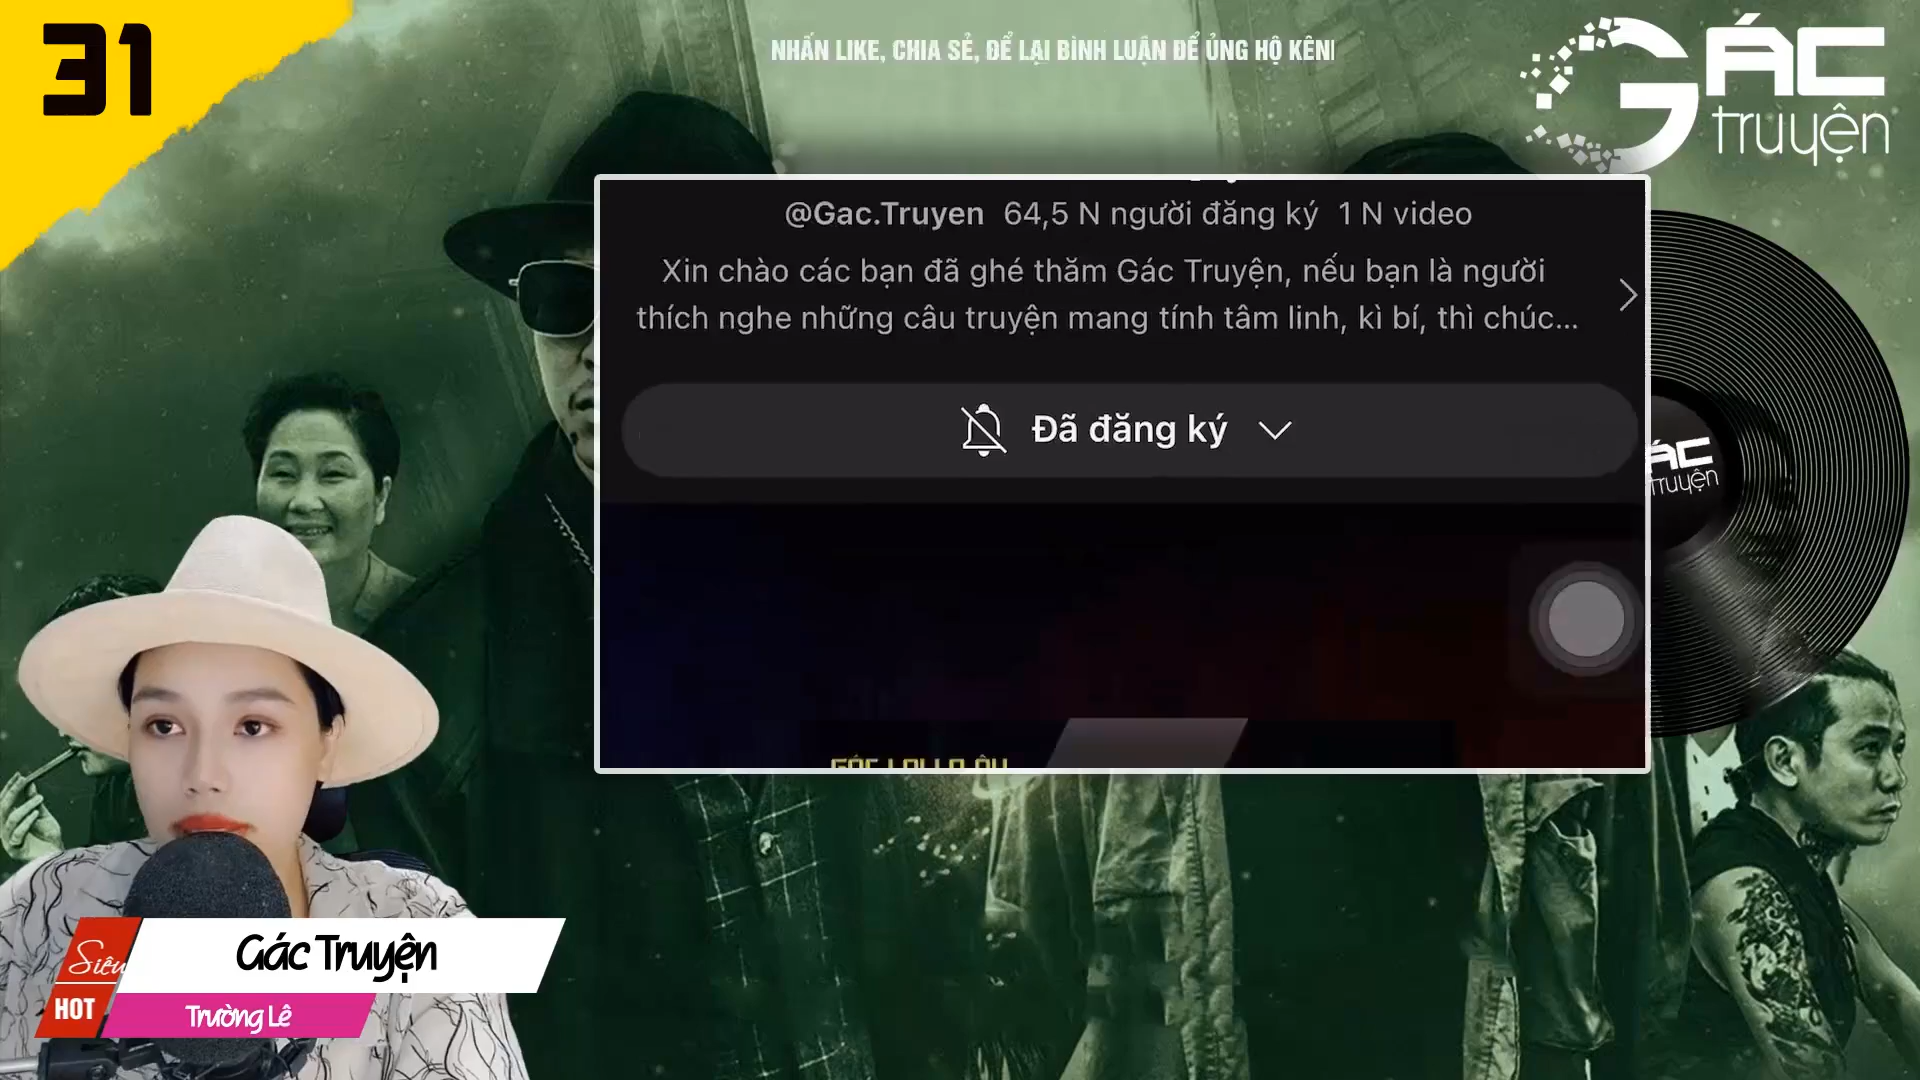 31
NHẤN LIKE, CHIA SẺ, ĐỂ LẠI BÌNH LUẬN ĐỂ ỦNG HỘ KÊN
GÁC
truyện
@Gac.Truyen 64,5 N người đăng ký 1 N video
Xin chào các bạn đã ghé thăm Gác Truyện, nếu bạn là người
thích nghe những câu truyện mang tính tâm linh, kì bí, thì chúc...
Đã đăng ký
ÁC
truyện
Siêu
HOT
Gác Truyện
Trường Lê